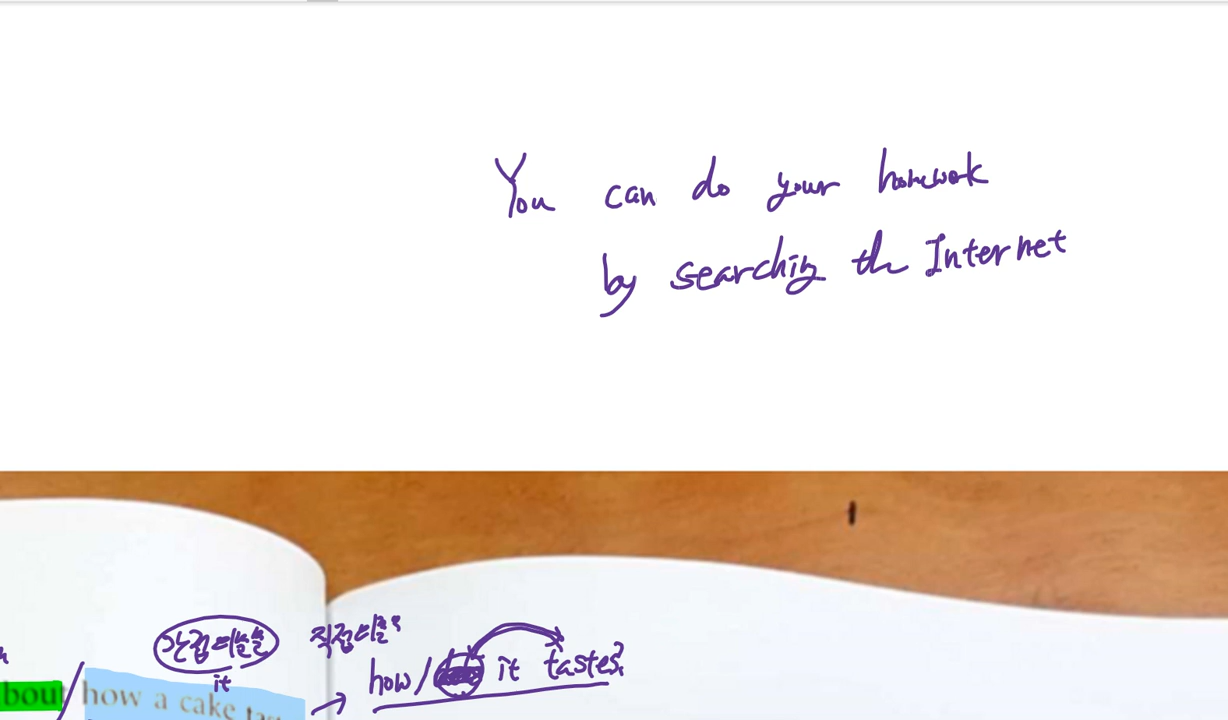 You can do your homework
by searching the Internet
간접의문문 직접의문
it
how / it tastes?
bout / how a cake tas